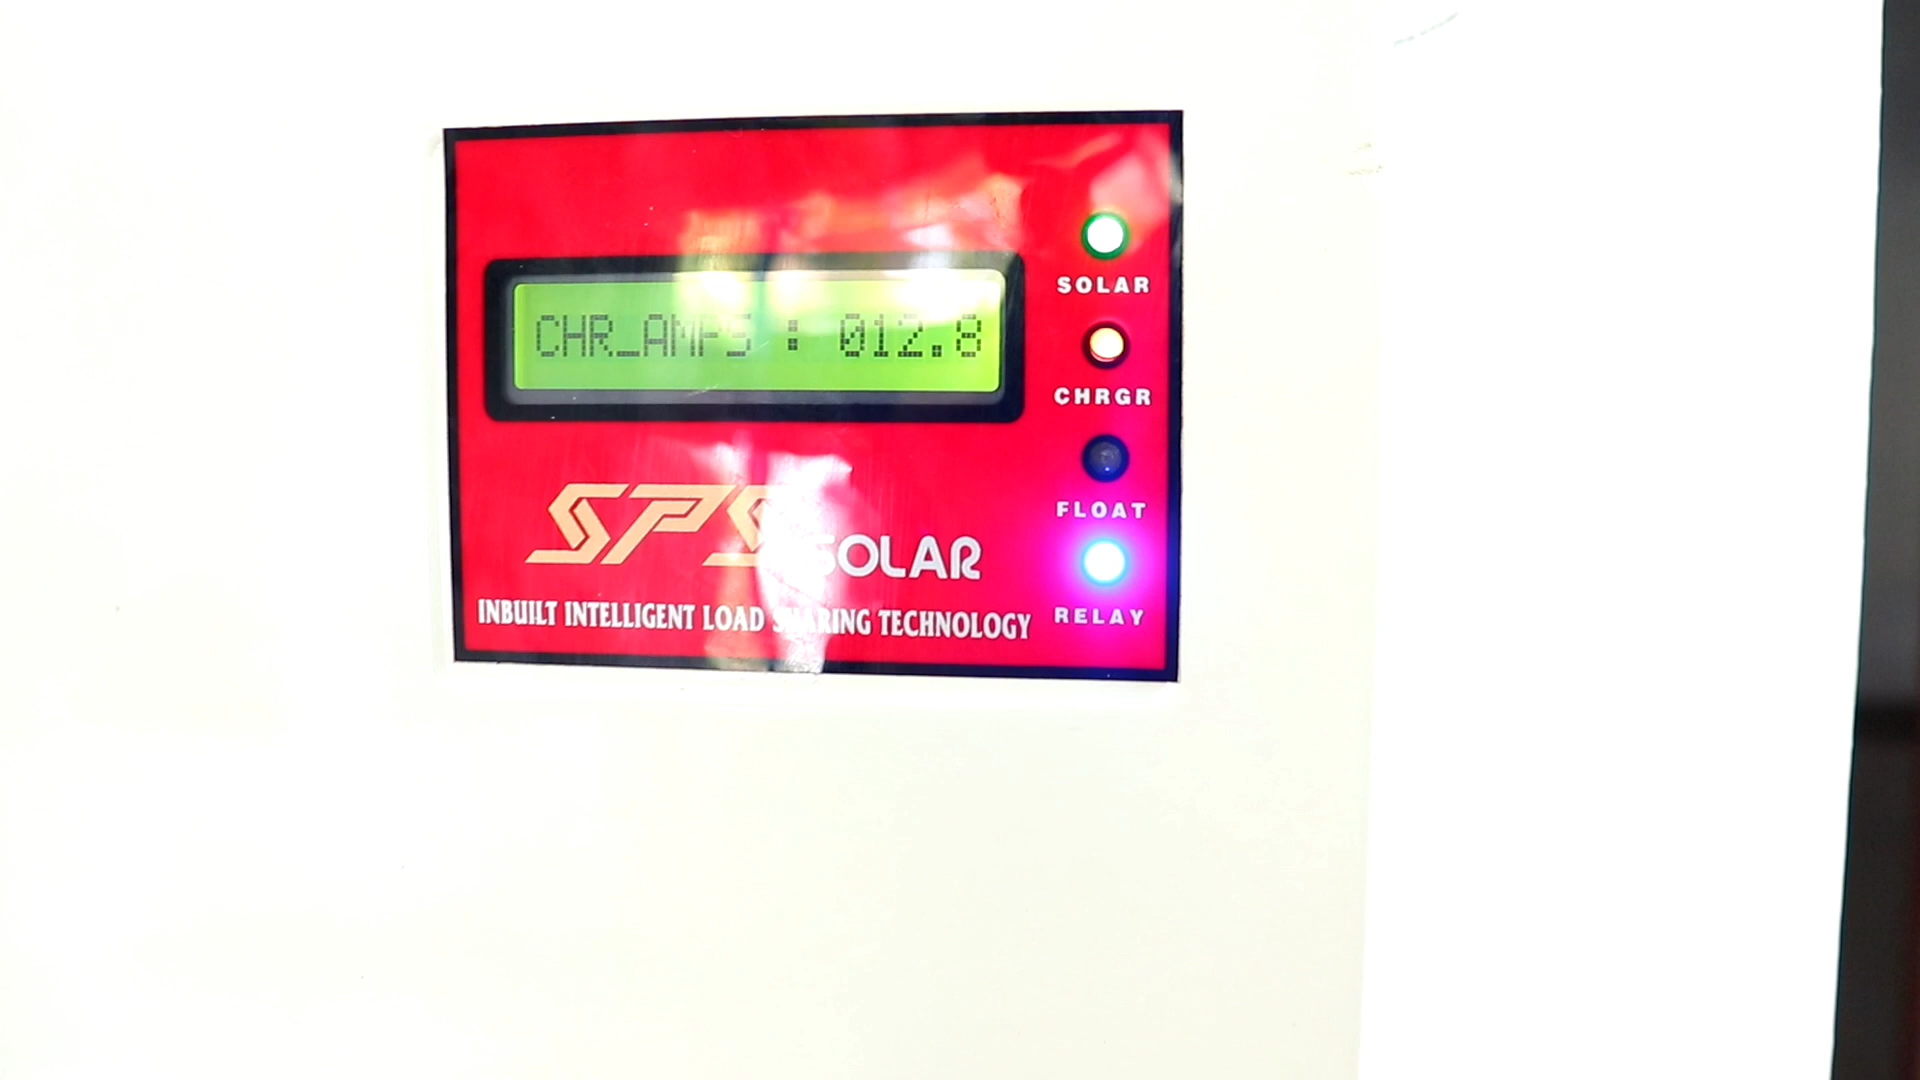 SOLAR
CHR_AMPS : 012.8
CHRGR
FLOAT
SPS SOLAR
INBUILT INTELLIGENT LOAD SHARING TECHNOLOGY
RELAY